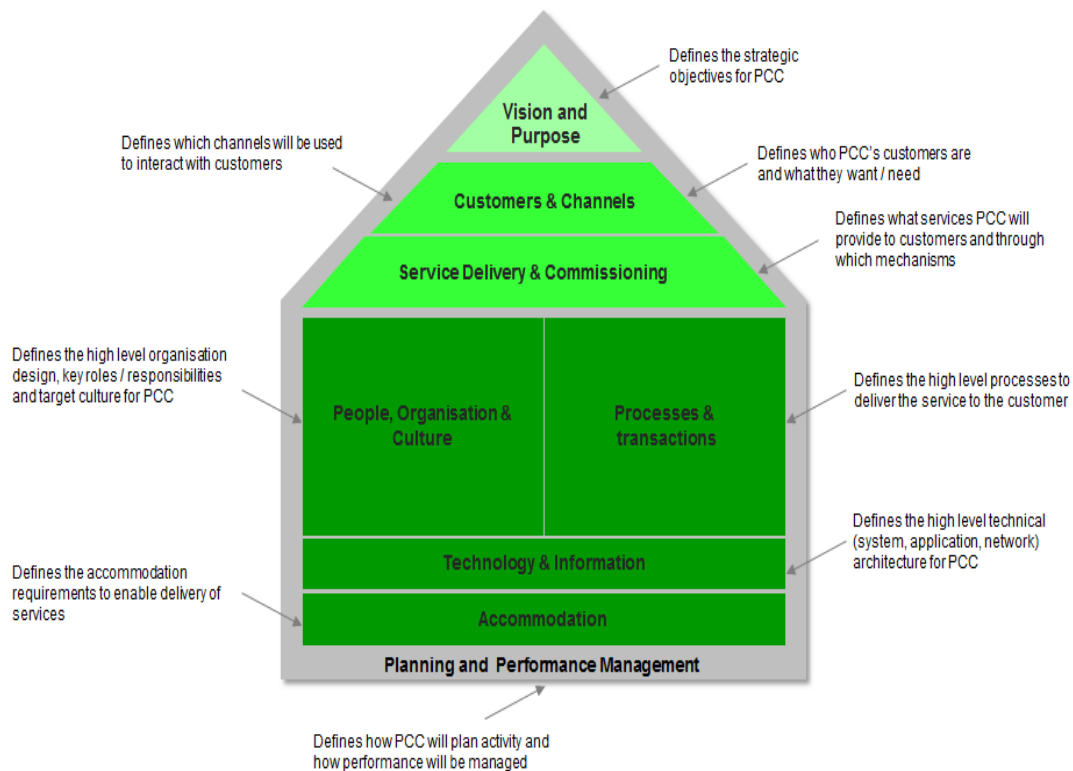 Defines the strategic
objectives for PCC
Vision and
Purpose
Defines which channels will be used
to interact with customers
Defines who PCC's customers are
and what they want / need
Customers & Channels
Defines what services PCC will
provide to customers and through
which mechanisms
Service Delivery & Commissioning
Defines the high level organisation
design, key roles / responsibilities
and target culture for PCC
People, Organisation &
Culture
Processes &
transactions
Defines the high level processes to
deliver the service to the customer
Defines the high level technical
(system, application, network)
architecture for PCC
Technology & Information
Defines the accommodation
requirements to enable delivery of
services
Accommodation
Planning and Performance Management
Defines how PCC will plan activity and
how performance will be managed